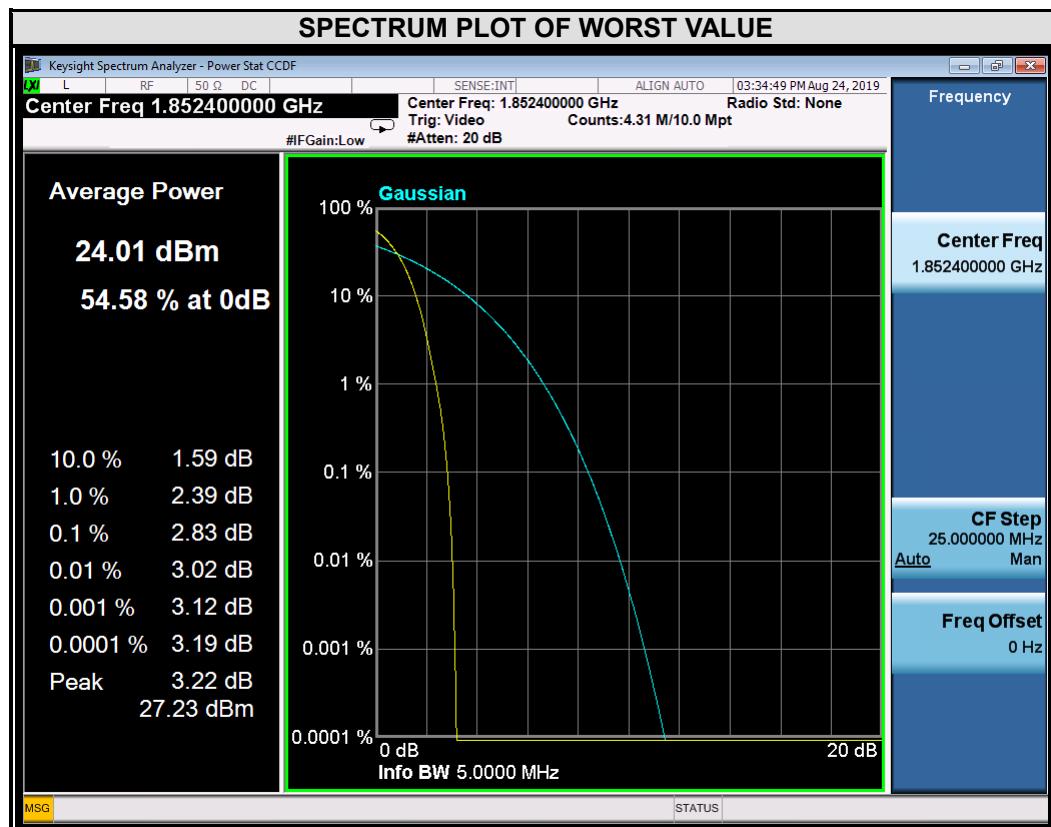 SPECTRUM PLOT OF WORST VALUE
Keysight Spectrum Analyzer - Power Stat CCDF
LXI L RF 50 Ω DC SENSE:INT ALIGN AUTO 03:34:49 PM Aug 24, 2019
Center Freq 1.852400000 GHz
#IFGain:Low
Center Freq: 1.852400000 GHz Radio Std: None
Trig: Video Counts:4.31 M/10.0 Mpt
#Atten: 20 dB
Average Power
24.01 dBm
54.58 % at 0dB
10.0 % 1.59 dB
1.0 % 2.39 dB
0.1 % 2.83 dB
0.01 % 3.02 dB
0.001 % 3.12 dB
0.0001 % 3.19 dB
Peak 3.22 dB
27.23 dBm
Gaussian
100 %
10 %
1 %
0.1 %
0.01 %
0.001 %
0.0001 %
0 dB 20 dB
Info BW 5.0000 MHz
Frequency
Center Freq
1.852400000 GHz
CF Step
25.000000 MHz
Auto Man
Freq Offset
0 Hz
MSG STATUS